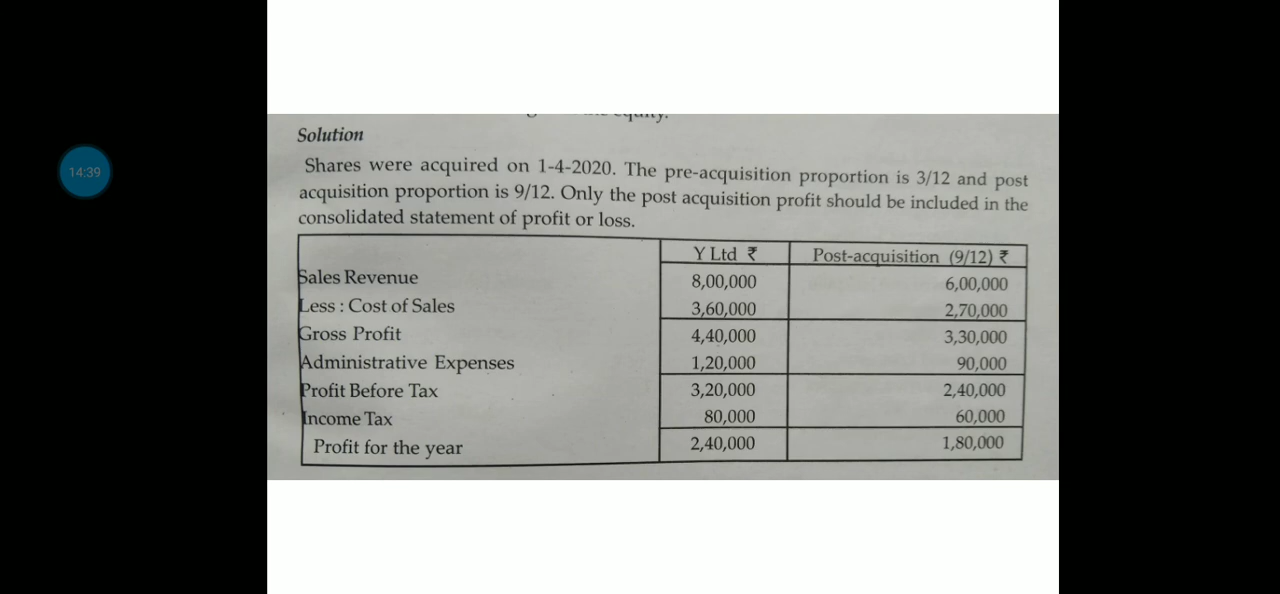 14:39
equity.
Solution
Shares were acquired on 1-4-2020. The pre-acquisition proportion is 3/12 and post
acquisition proportion is 9/12. Only the post acquisition profit should be included in the
consolidated statement of profit or loss.
Y Ltd ₹ Post-acquisition (9/12) ₹
Sales Revenue 8,00,000 6,00,000
Less : Cost of Sales 3,60,000 2,70,000
Gross Profit 4,40,000 3,30,000
Administrative Expenses 1,20,000 90,000
Profit Before Tax 3,20,000 2,40,000
Income Tax 80,000 60,000
Profit for the year 2,40,000 1,80,000